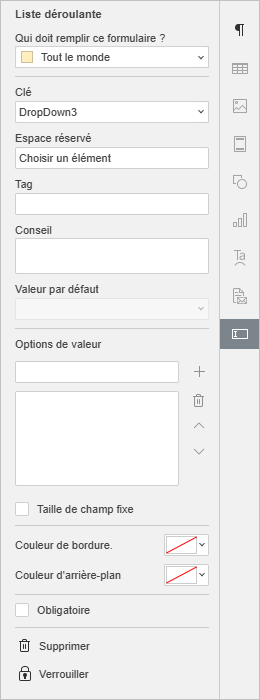 Liste déroulante
Qui doit remplir ce formulaire ?
Tout le monde
Clé
DropDown3
Espace réservé
Choisir un élément
Tag
Conseil
Valeur par défaut
Options de valeur
Taille de champ fixe
Couleur de bordure.
Couleur d'arrière-plan
Obligatoire
Supprimer
Verrouiller
¶
Ta